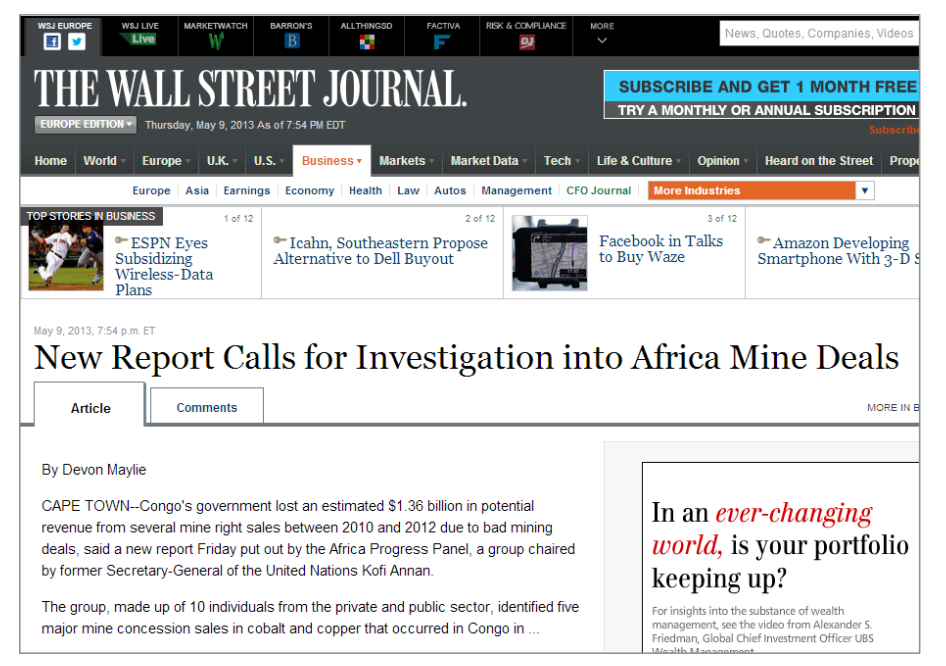 WSJ EUROPE WSJ LIVE MARKETWATCH BARRON'S ALLTHINGSD FACTIVA RISK & COMPLIANCE MORE
Live W B F DJ
News, Quotes, Companies, Videos
THE WALL STREET JOURNAL.
SUBSCRIBE AND GET 1 MONTH FREE
TRY A MONTHLY OR ANNUAL SUBSCRIPTION
EUROPE EDITION Thursday, May 9, 2013 As of 7:54 PM EDT
Subscribe
Home World Europe U.K. U.S. Business Markets Market Data Tech Life & Culture Opinion Heard on the Street Prope
Europe Asia Earnings Economy Health Law Autos Management CFO Journal More Industries
TOP STORIES IN BUSINESS
1 of 12
ESPN Eyes
Subsidizing
Wireless-Data
Plans
2 of 12
Icahn, Southeastern Propose
Alternative to Dell Buyout
3 of 12
Facebook in Talks
to Buy Waze
Amazon Developing
Smartphone With 3-D S
May 9, 2013, 7:54 p.m. ET
New Report Calls for Investigation into Africa Mine Deals
Article Comments
MORE IN B
By Devon Maylie
CAPE TOWN--Congo's government lost an estimated $1.36 billion in potential
revenue from several mine right sales between 2010 and 2012 due to bad mining
deals, said a new report Friday put out by the Africa Progress Panel, a group chaired
by former Secretary-General of the United Nations Kofi Annan.
The group, made up of 10 individuals from the private and public sector, identified five
major mine concession sales in cobalt and copper that occurred in Congo in ...
In an ever-changing
world, is your portfolio
keeping up?
For insights into the substance of wealth
management, see the video from Alexander S.
Friedman, Global Chief Investment Officer UBS
Wealth Management